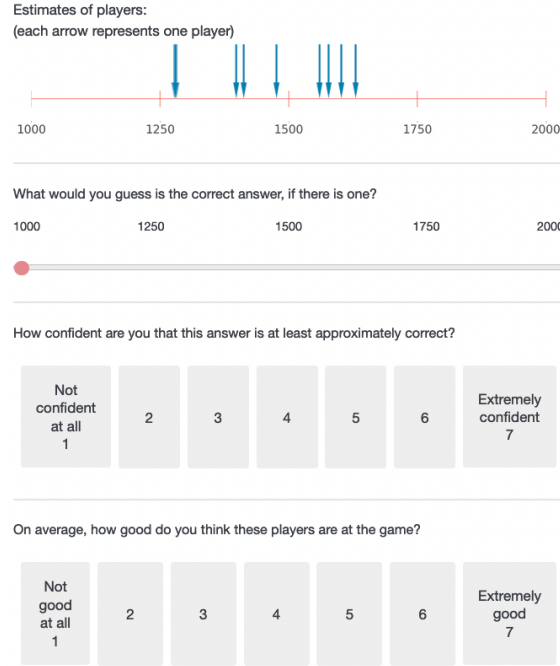 Estimates of players:
(each arrow represents one player)
1000 1250 1500 1750 2000
What would you guess is the correct answer, if there is one?
1000 1250 1500 1750 200
How confident are you that this answer is at least approximately correct?
Not
confident
at all
1
2
3
4
5
6
Extremely
confident
7
On average, how good do you think these players are at the game?
Not
good
at all
1
2
3
4
5
6
Extremely
good
7